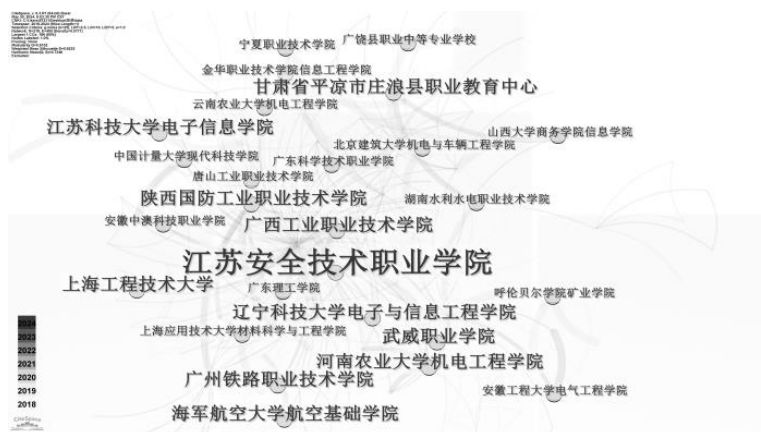 宁夏职业技术学院
广饶县职业中等专业学校
金华职业技术学院信息工程学院
甘肃省平凉市庄浪县职业教育中心
云南农业大学机电工程学院
江苏科技大学电子信息学院
山西大学商务学院信息学院
北京建筑大学机电与车辆工程学院
中国计量大学现代科技学院
广东科学技术职业学院
唐山工业职业技术学院
陕西国防工业职业技术学院
湖南水利水电职业技术学院
安徽中澳科技职业学院
广西工业职业技术学院
江苏安全技术职业学院
上海工程技术大学
广东理工学院
呼伦贝尔学院矿业学院
辽宁科技大学电子与信息工程学院
上海应用技术大学材料科学与工程学院
武威职业学院
河南农业大学机电工程学院
广州铁路职业技术学院
安徽工程大学电气工程学院
海军航空大学航空基础学院
2024
2023
2022
2021
2020
2019
2018
CiteSpace